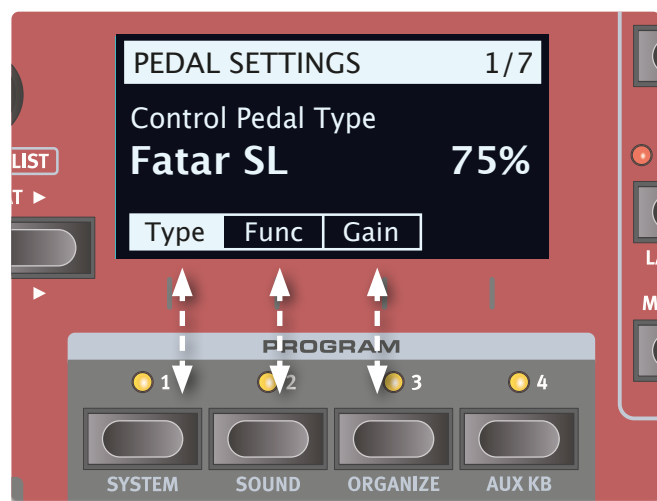 PEDAL SETTINGS 1/7
Control Pedal Type
Fatar SL 75%
LIST
AT ►
Type Func Gain
L
►
M
PROGRAM
1 2 3 4
SYSTEM SOUND ORGANIZE AUX KB